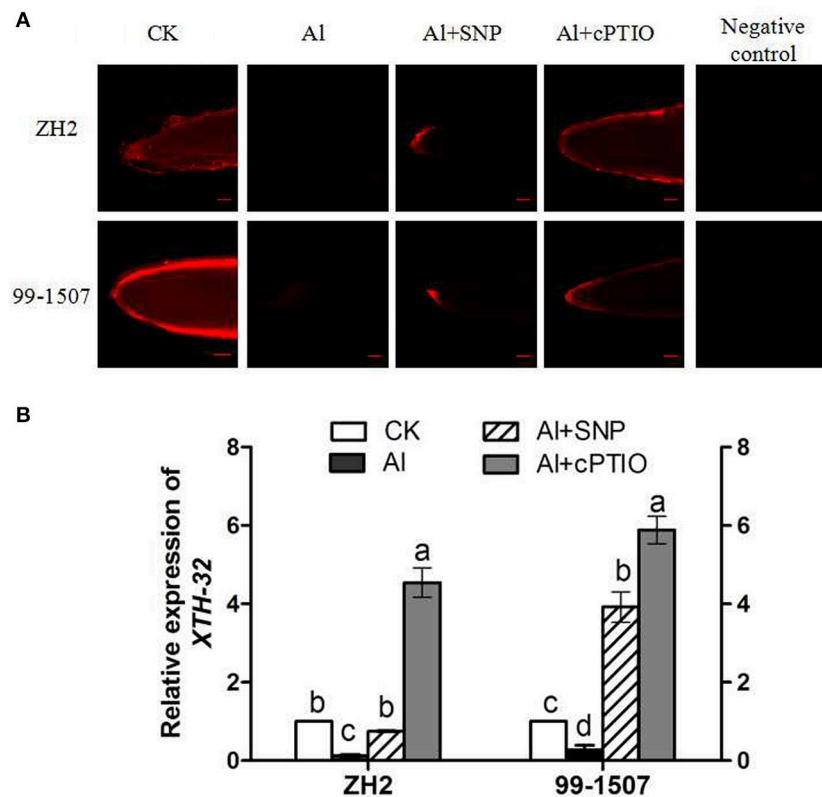 A
CK Al Al+SNP Al+cPTIO Negative control
ZH2
99-1507
B
Relative expression of
XTH-32
CK Al+SNP
Al Al+cPTIO
8 8
6 6
4 4
2 2
0 0
b c b a
c d b a
ZH2 99-1507